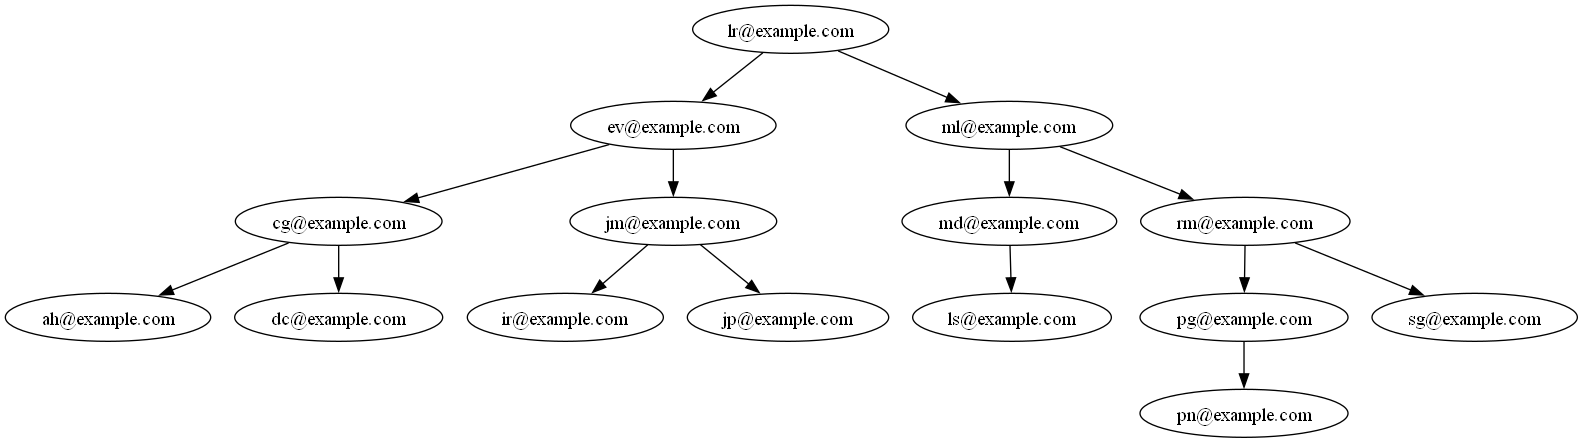 lr@example.com
ev@example.com
ml@example.com
cg@example.com
jm@example.com
md@example.com
rm@example.com
ah@example.com
dc@example.com
ir@example.com
jp@example.com
ls@example.com
pg@example.com
sg@example.com
pn@example.com